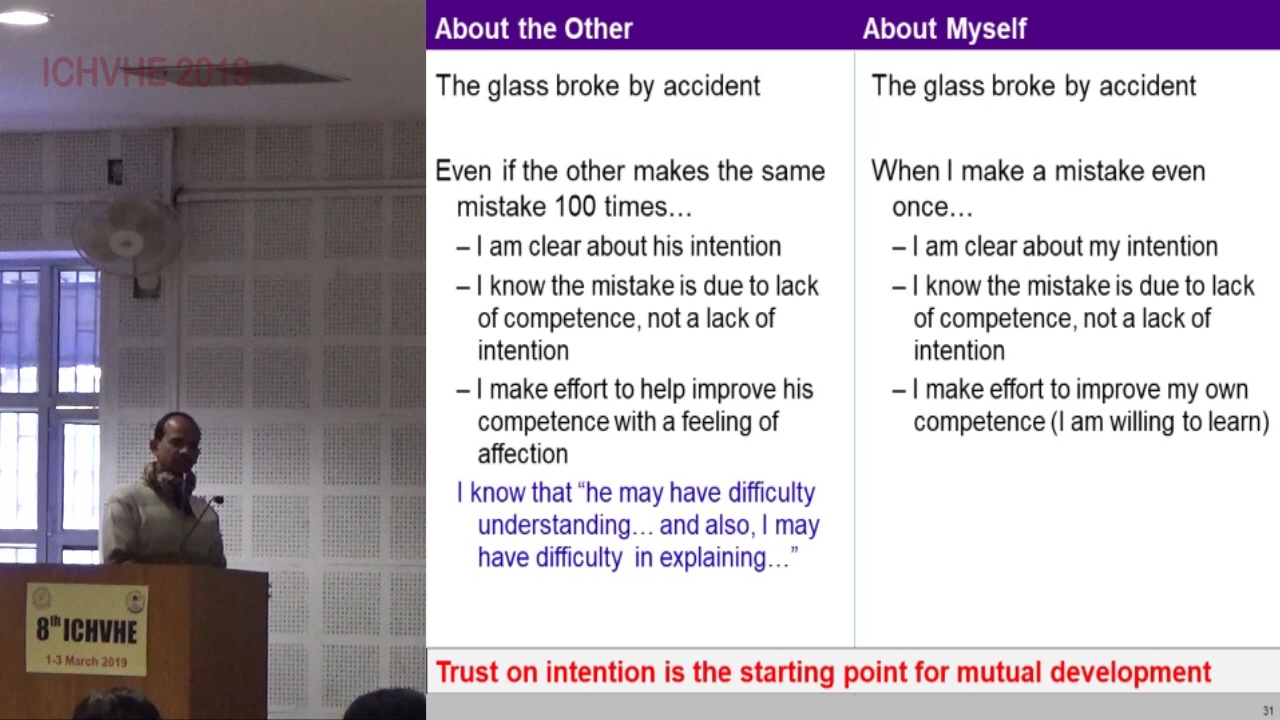 ICHVHE 2019
8th ICHVHE
1-3 March 2019
About the Other
About Myself
The glass broke by accident
Even if the other makes the same
mistake 100 times…
– I am clear about his intention
– I know the mistake is due to lack
of competence, not a lack of
intention
– I make effort to help improve his
competence with a feeling of
affection
I know that “he may have difficulty
understanding… and also, I may
have difficulty in explaining…”
The glass broke by accident
When I make a mistake even
once…
– I am clear about my intention
– I know the mistake is due to lack
of competence, not a lack of
intention
– I make effort to improve my own
competence (I am willing to learn)
Trust on intention is the starting point for mutual development
31